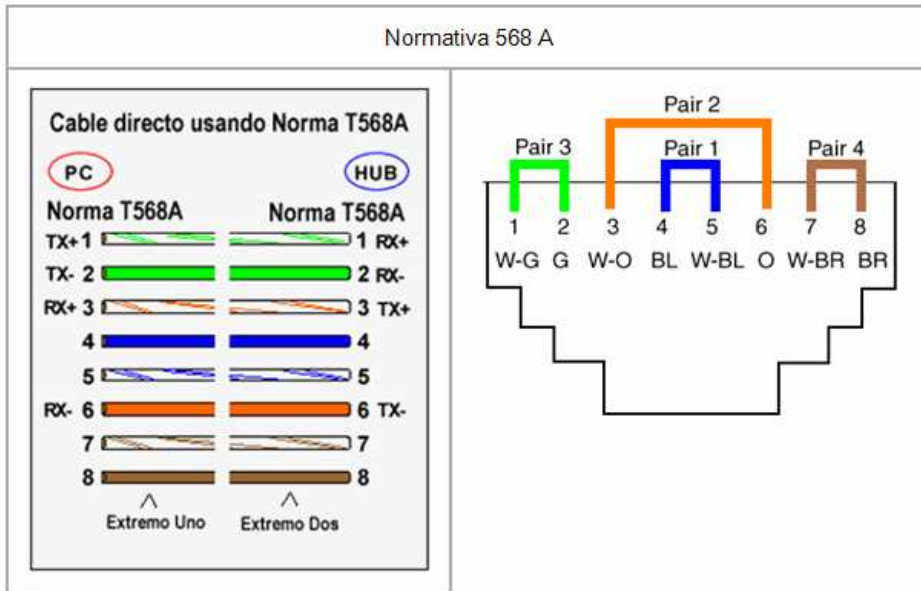 Normativa 568 A
Cable directo usando Norma T568A
PC HUB
Norma T568A Norma T568A
TX+ 1 1 RX+
TX- 2 2 RX-
RX+ 3 3 TX+
4 4
5 5
RX- 6 6 TX-
7 7
8 8
Extremo Uno Extremo Dos
Pair 2
Pair 3 Pair 1 Pair 4
1 2 3 4 5 6 7 8
W-G G W-O BL W-BL O W-BR BR